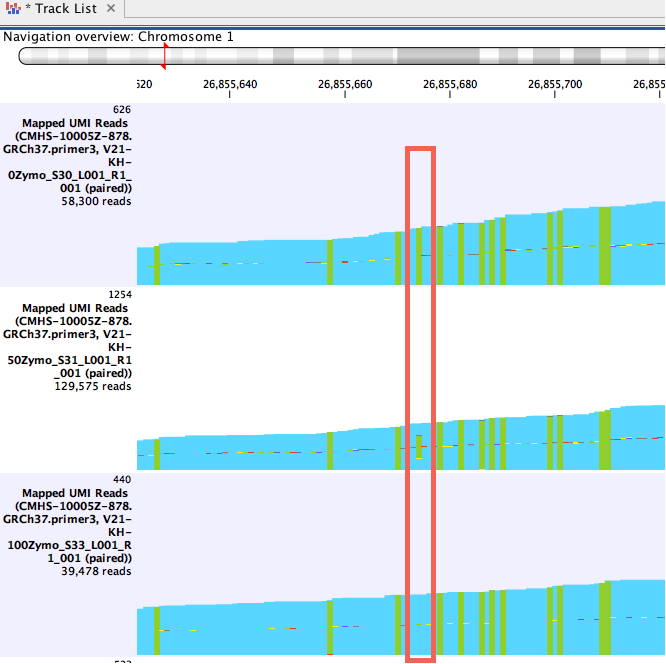 * Track List ×
Navigation overview: Chromosome 1
520 26,855,640 26,855,660 26,855,680 26,855,700 26,855
626
Mapped UMI Reads
(CMHS-10005Z-878.
GRCh37.primer3, V21-
KH-
0Zymo_S30_L001_R1_
001 (paired))
58,300 reads
1254
Mapped UMI Reads
(CMHS-10005Z-878.
GRCh37.primer3, V21-
KH-
50Zymo_S31_L001_R1
_001 (paired))
129,575 reads
440
Mapped UMI Reads
(CMHS-10005Z-878.
GRCh37.primer3, V21-
KH-
100Zymo_S33_L001_R
1_001 (paired))
39,478 reads